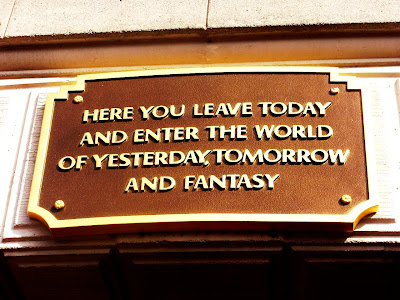 HERE YOU LEAVE TODAY
AND ENTER THE WORLD
OF YESTERDAY, TOMORROW
AND FANTASY